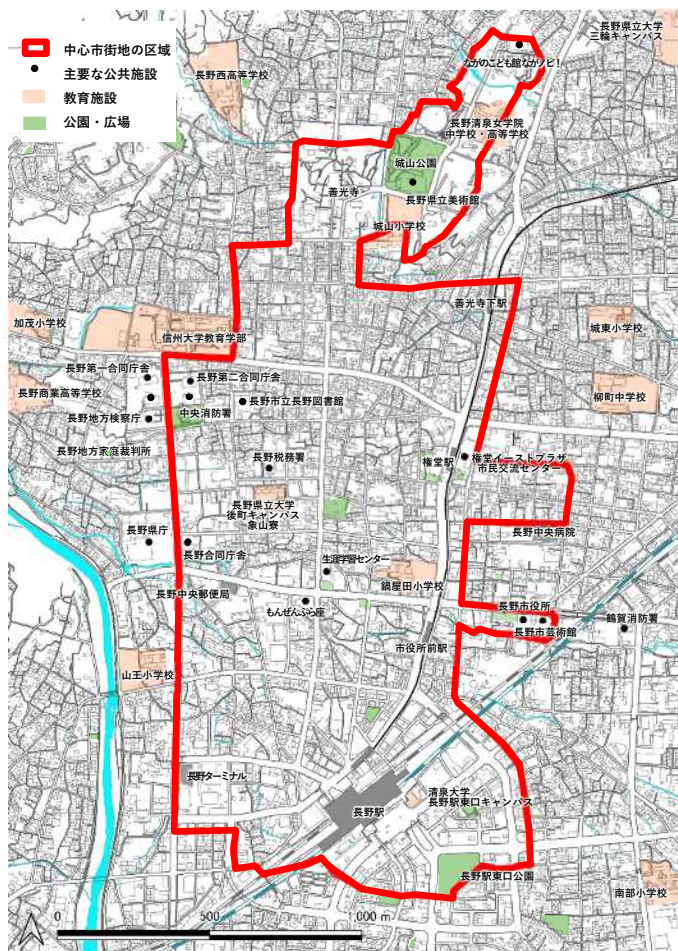 中心市街地の区域
主要な公共施設
教育施設
公園・広場
長野県立大学
三輪キャンパス
ながのこども館ながノビ！
長野西高等学校
長野清泉女学院
中学校・高等学校
城山公園
善光寺
長野県立美術館
城山小学校
善光寺下駅
加茂小学校
信州大学教育学部
城東小学校
長野第一合同庁舎
長野第二合同庁舎
長野商業高等学校
長野市立長野図書館
柳町中学校
長野地方検察庁
中央消防署
長野地方家庭裁判所
権堂駅
権堂イーストプラザ
市民交流センター
長野税務署
長野県立大学
後町キャンパス
象山寮
長野県庁
長野合同庁舎
長野中央病院
生涯学習センター
鍋屋田小学校
長野中央郵便局
もんぜんぷら座
長野市役所
鶴賀消防署
長野市芸術館
市役所前駅
山王小学校
長野ターミナル
長野駅
清泉大学
長野駅東口キャンパス
長野駅東口公園
南部小学校
0 500 1,000 m